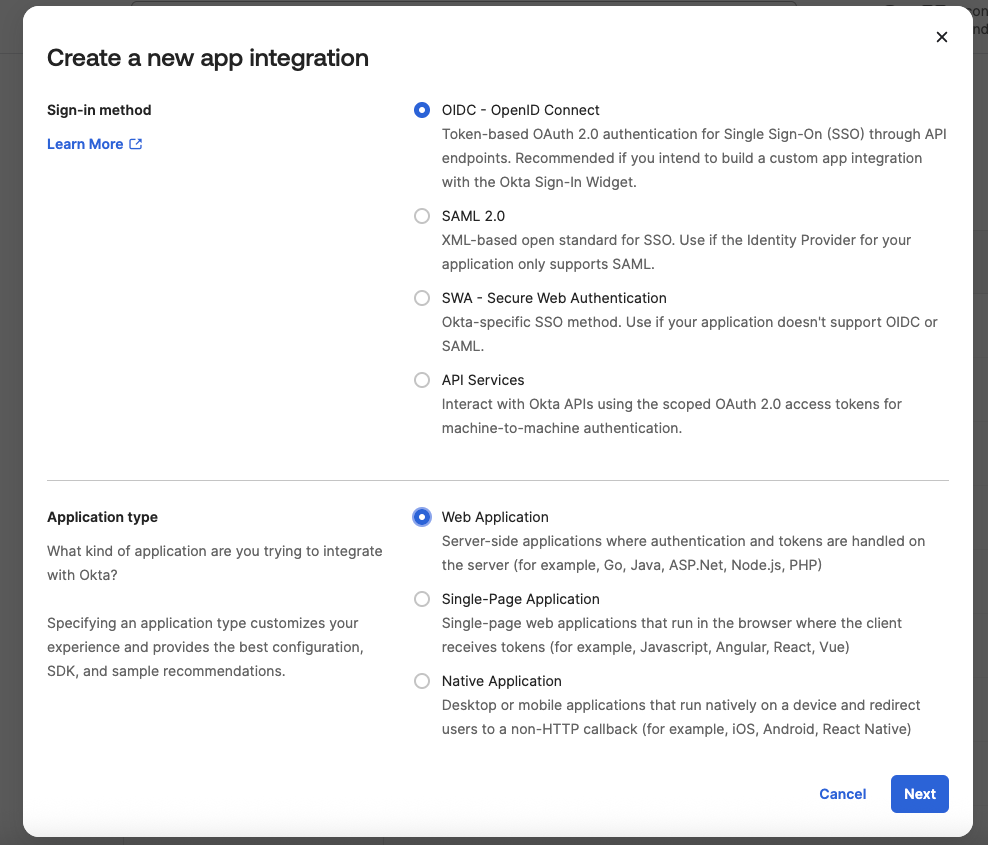 Create a new app integration
Sign-in method
Learn More
OIDC - OpenID Connect
Token-based OAuth 2.0 authentication for Single Sign-On (SSO) through API
endpoints. Recommended if you intend to build a custom app integration
with the Okta Sign-In Widget.
SAML 2.0
XML-based open standard for SSO. Use if the Identity Provider for your
application only supports SAML.
SWA - Secure Web Authentication
Okta-specific SSO method. Use if your application doesn't support OIDC or
SAML.
API Services
Interact with Okta APIs using the scoped OAuth 2.0 access tokens for
machine-to-machine authentication.
Application type
What kind of application are you trying to integrate
with Okta?
Specifying an application type customizes your
experience and provides the best configuration,
SDK, and sample recommendations.
Web Application
Server-side applications where authentication and tokens are handled on
the server (for example, Go, Java, ASP.Net, Node.js, PHP)
Single-Page Application
Single-page web applications that run in the browser where the client
receives tokens (for example, Javascript, Angular, React, Vue)
Native Application
Desktop or mobile applications that run natively on a device and redirect
users to a non-HTTP callback (for example, iOS, Android, React Native)
Cancel
Next